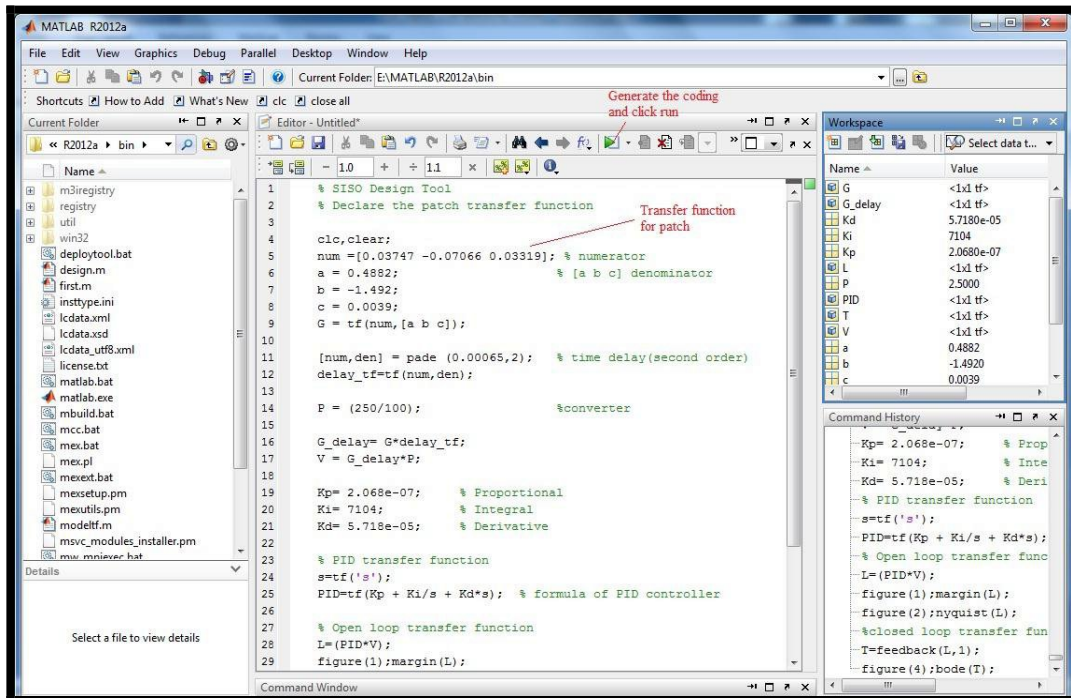 MATLAB R2012a
File Edit View Graphics Debug Parallel Desktop Window Help
Current Folder: E:\MATLAB\R2012a\bin
Shortcuts How to Add What's New clc close all
Generate the coding
and click run
Current Folder
« R2012a ▸ bin ▸
Name
m3iregistry
registry
util
win32
deploytool.bat
design.m
first.m
insttype.ini
lcdata.xml
lcdata.xsd
lcdata_utf8.xml
license.txt
matlab.bat
matlab.exe
mbuild.bat
mcc.bat
mex.bat
mex.pl
mexext.bat
mexsetup.pm
mexutils.pm
modeltf.m
msvc_modules_installer.pm
mw_mpiexec.bat
Details
Select a file to view details
Editor - Untitled*
- 1.0 + ÷ 1.1 ×
Transfer function
for patch
1 % SISO Design Tool
2 % Declare the patch transfer function
3
4 clc,clear;
5 num =[0.03747 -0.07066 0.03319]; % numerator
6 a = 0.4882; % [a b c] denominator
7 b = -1.492;
8 c = 0.0039;
9 G = tf(num,[a b c]);
10
11 [num,den] = pade (0.00065,2); % time delay(second order)
12 delay_tf=tf(num,den);
13
14 P = (250/100); %converter
15
16 G_delay= G*delay_tf;
17 V = G_delay*P;
18
19 Kp= 2.068e-07; % Proportional
20 Ki= 7104; % Integral
21 Kd= 5.718e-05; % Derivative
22
23 % PID transfer function
24 s=tf('s');
25 PID=tf(Kp + Ki/s + Kd*s); % formula of PID controller
26
27 % Open loop transfer function
28 L=(PID*V);
29 figure(1);margin(L);
Command Window
Workspace
Select data t...
Name Value
G <1x1 tf>
G_delay <1x1 tf>
Kd 5.7180e-05
Ki 7104
Kp 2.0680e-07
L <1x1 tf>
P 2.5000
PID <1x1 tf>
T <1x1 tf>
V <1x1 tf>
a 0.4882
b -1.4920
c 0.0039
Command History
Kp= 2.068e-07; % Prop
Ki= 7104; % Inte
Kd= 5.718e-05; % Deri
% PID transfer function
s=tf('s');
PID=tf(Kp + Ki/s + Kd*s);
% Open loop transfer func
L=(PID*V);
figure(1);margin(L);
figure(2);nyquist(L);
%closed loop transfer fun
T=feedback(L,1);
figure(4);bode(T);